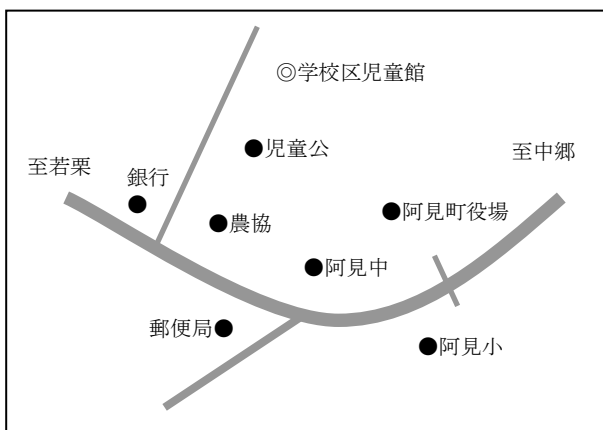 ◎学校区児童館
●児童公
至中郷
至若栗
銀行
●阿見町役場
●農協
●阿見中
郵便局●
●阿見小